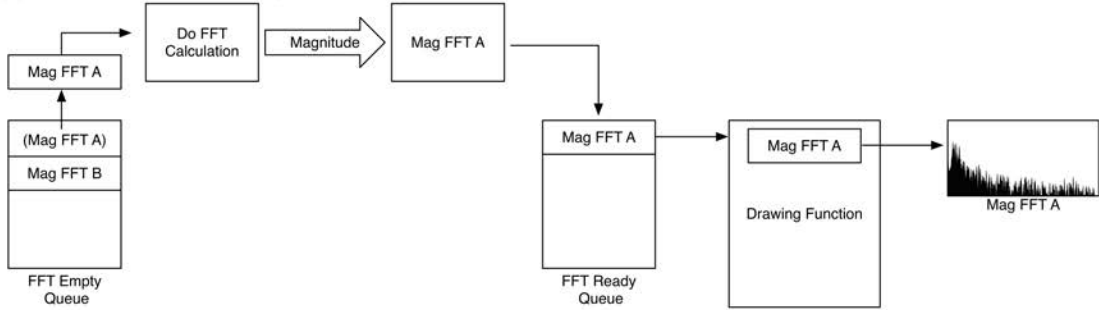 Do FFT
Calculation
Magnitude
Mag FFT A
Mag FFT A
(Mag FFT A)
Mag FFT B
FFT Empty
Queue
Mag FFT A
FFT Ready
Queue
Mag FFT A
Drawing Function
Mag FFT A